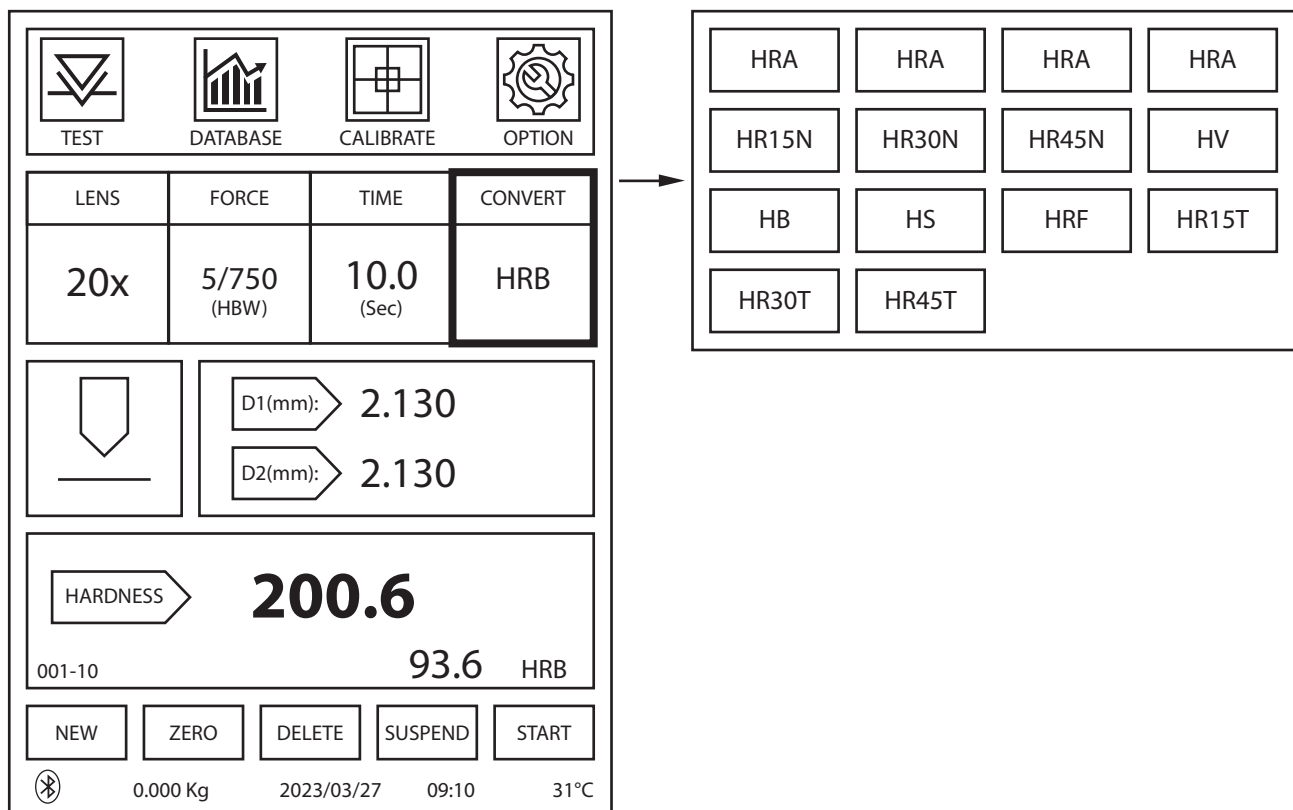 TEST DATABASE CALIBRATE OPTION
LENS FORCE TIME CONVERT
20x 5/750 10.0 HRB
(HBW) (Sec)
D1(mm): 2.130
D2(mm): 2.130
HARDNESS 200.6
001-10 93.6 HRB
NEW ZERO DELETE SUSPEND START
0.000 Kg 2023/03/27 09:10 31°C
HRA HRA HRA HRA
HR15N HR30N HR45N HV
HB HS HRF HR15T
HR30T HR45T